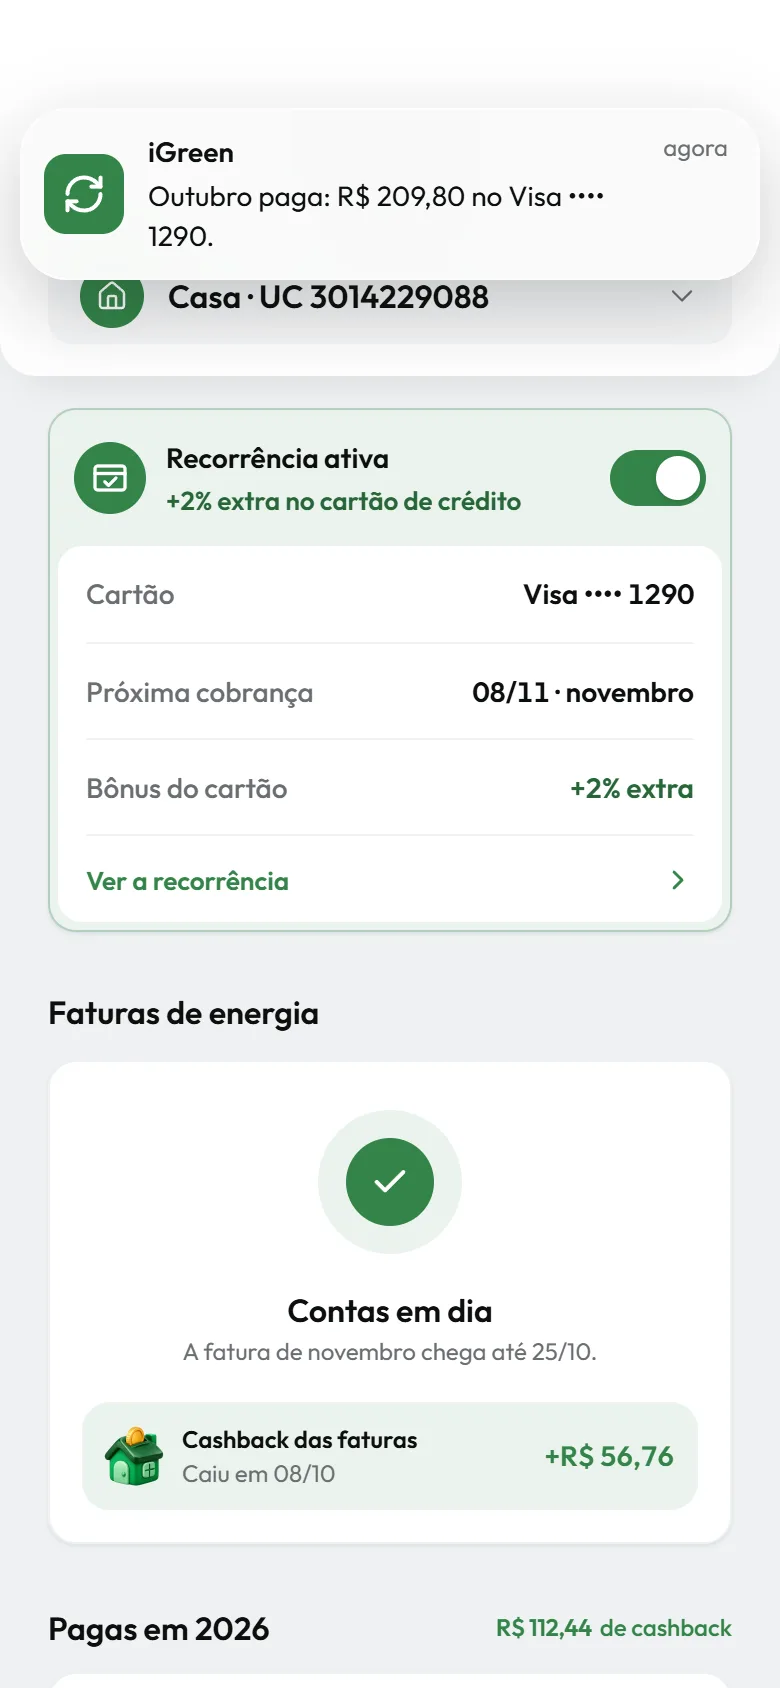 iGreen
agora
Outubro paga: R$ 209,80 no Visa ••••
1290.
Casa · UC 3014229088
Recorrência ativa
+2% extra no cartão de crédito
Cartão
Visa •••• 1290
Próxima cobrança
08/11 · novembro
Bônus do cartão
+2% extra
Ver a recorrência
Faturas de energia
Contas em dia
A fatura de novembro chega até 25/10.
Cashback das faturas
Caiu em 08/10
+R$ 56,76
Pagas em 2026
R$ 112,44 de cashback